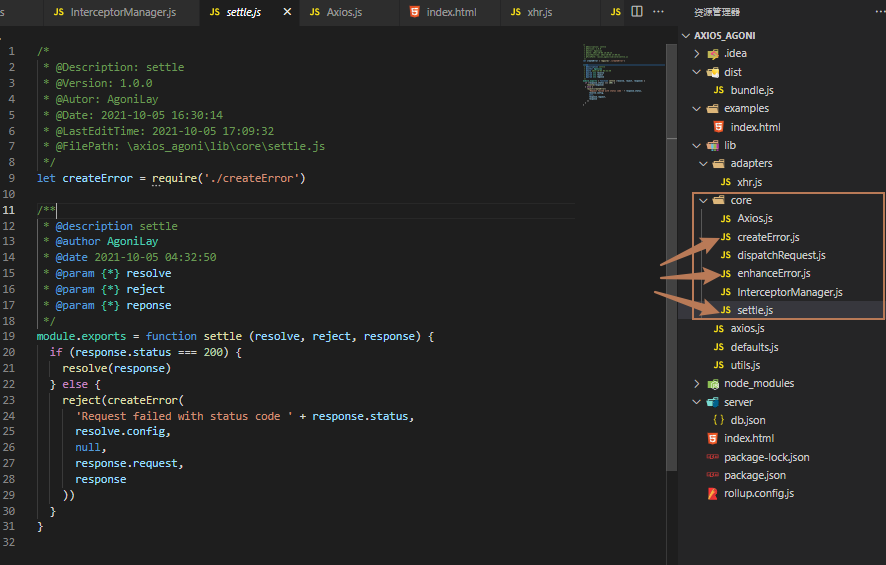 s
JS InterceptorManager.js
JS settle.js
JS Axios.js
index.html
JS xhr.js
JS
1
2
3
4
5
6
7
8
9
10
11
12
13
14
15
16
17
18
19
20
21
22
23
24
25
26
27
28
29
30
31
32
/*
* @Description: settle
* @Version: 1.0.0
* @Autor: AgoniLay
* @Date: 2021-10-05 16:30:14
* @LastEditTime: 2021-10-05 17:09:32
* @FilePath: \axios_agoni\lib\core\settle.js
*/
let createError = require('./createError')
/**
* @description settle
* @author AgoniLay
* @date 2021-10-05 04:32:50
* @param {*} resolve
* @param {*} reject
* @param {*} reponse
*/
module.exports = function settle (resolve, reject, response) {
if (response.status === 200) {
resolve(response)
} else {
reject(createError(
'Request failed with status code ' + response.status,
resolve.config,
null,
response.request,
response
))
}
}
资源管理器
AXIOS_AGONI
.idea
dist
JS bundle.js
examples
index.html
lib
adapters
JS xhr.js
core
JS Axios.js
JS createError.js
JS dispatchRequest.js
JS enhanceError.js
JS InterceptorManager.js
JS settle.js
JS axios.js
JS defaults.js
JS utils.js
node_modules
server
{} db.json
index.html
package-lock.json
package.json
rollup.config.js